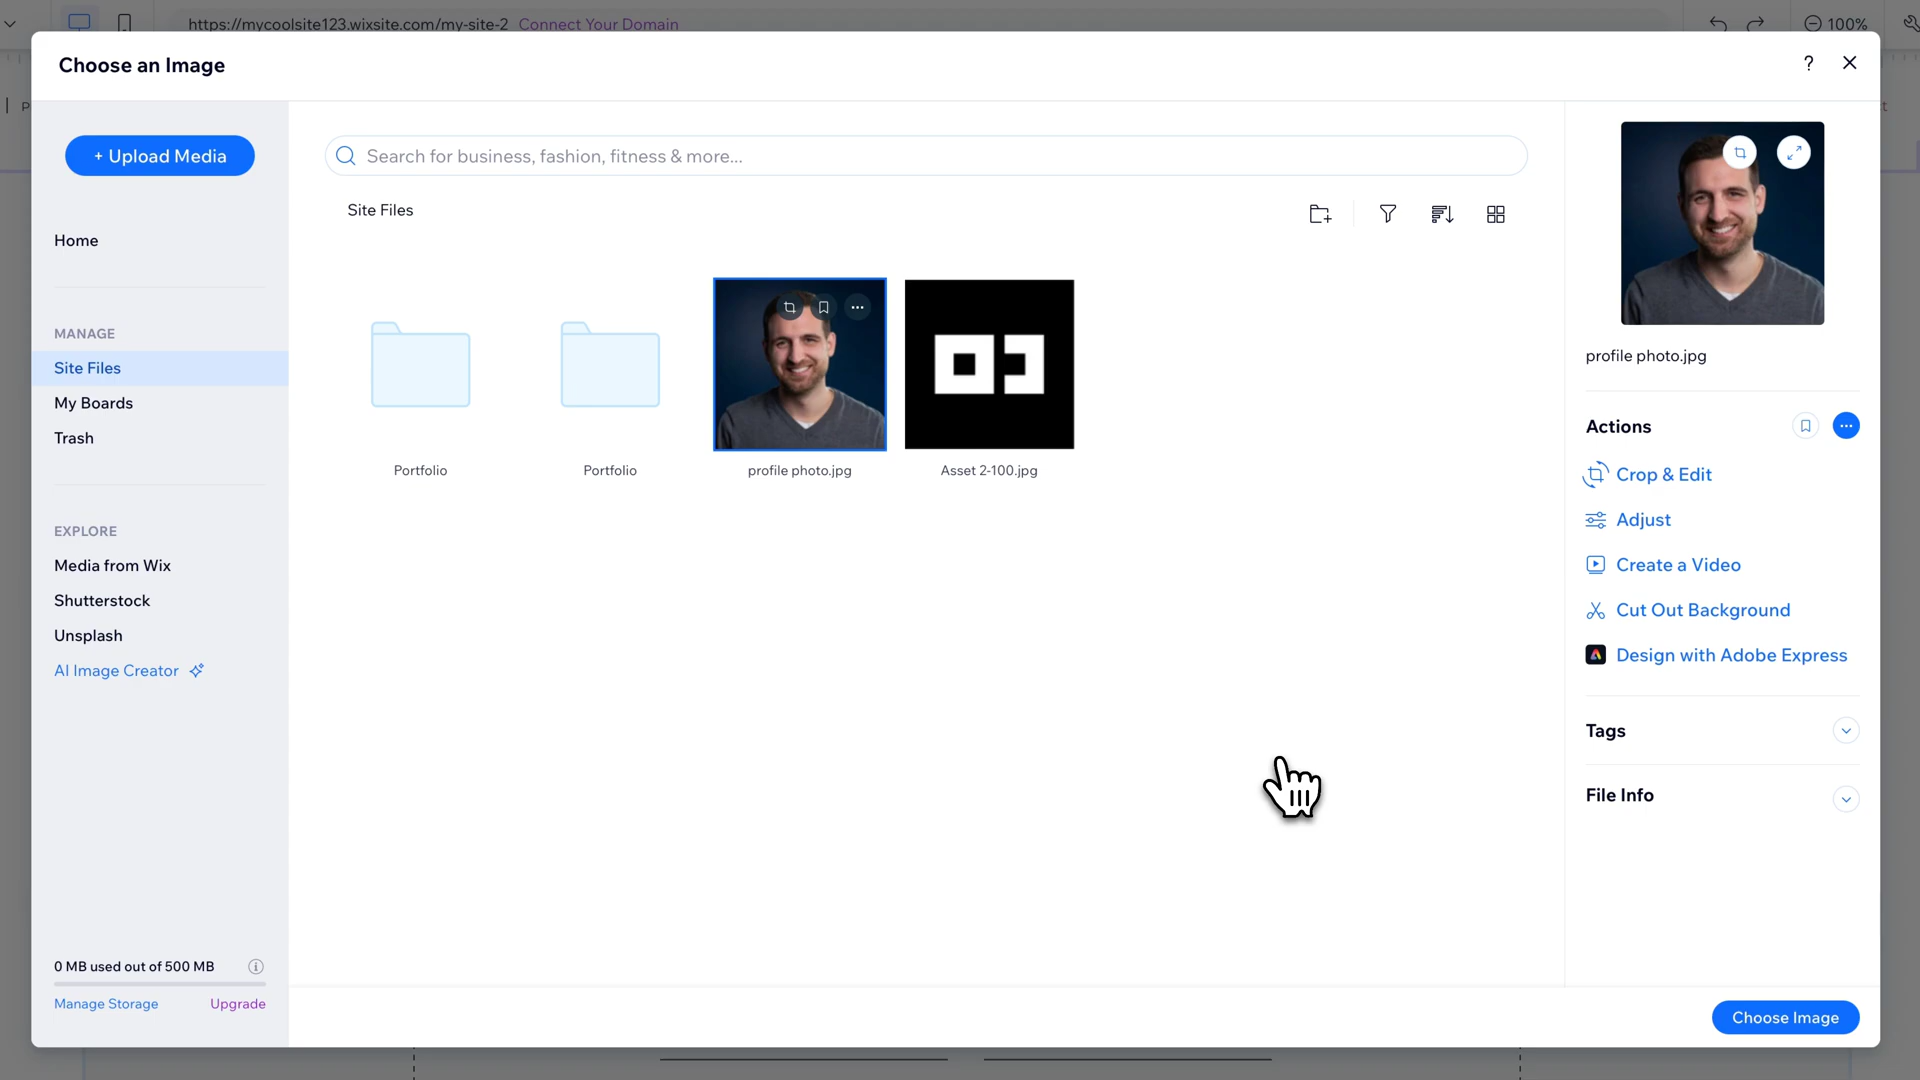 https://mycoolsite123.wixsite.com/my-site-2 Connect Your Domain
100%
Choose an Image
?
+ Upload Media
Search for business, fashion, fitness & more...
Home
Site Files
MANAGE
Site Files
My Boards
Trash
Portfolio
Portfolio
profile photo.jpg
Asset 2-100.jpg
EXPLORE
Media from Wix
Shutterstock
Unsplash
AI Image Creator
0 MB used out of 500 MB
Manage Storage
Upgrade
profile photo.jpg
Actions
Crop & Edit
Adjust
Create a Video
Cut Out Background
Design with Adobe Express
Tags
File Info
Choose Image